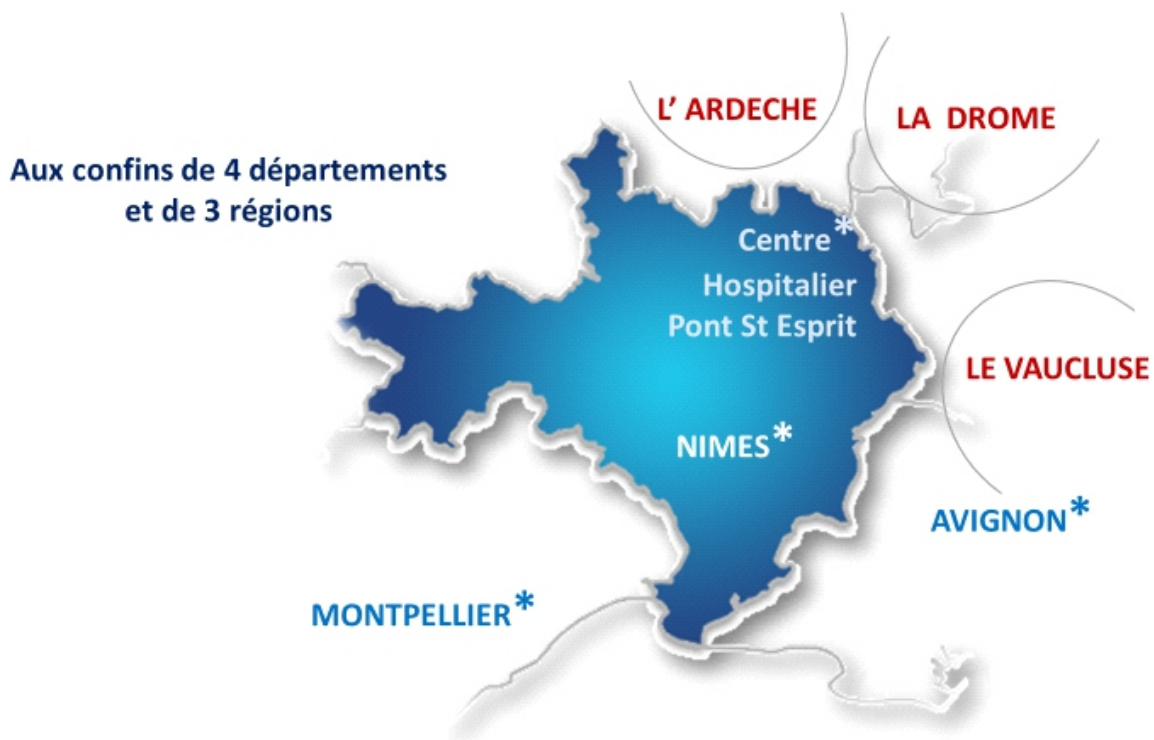 L' ARDECHE
LA DROME
Aux confins de 4 départements
et de 3 régions
Centre*
Hospitalier
Pont St Esprit
LE VAUCLUSE
NIMES*
AVIGNON*
MONTPELLIER*